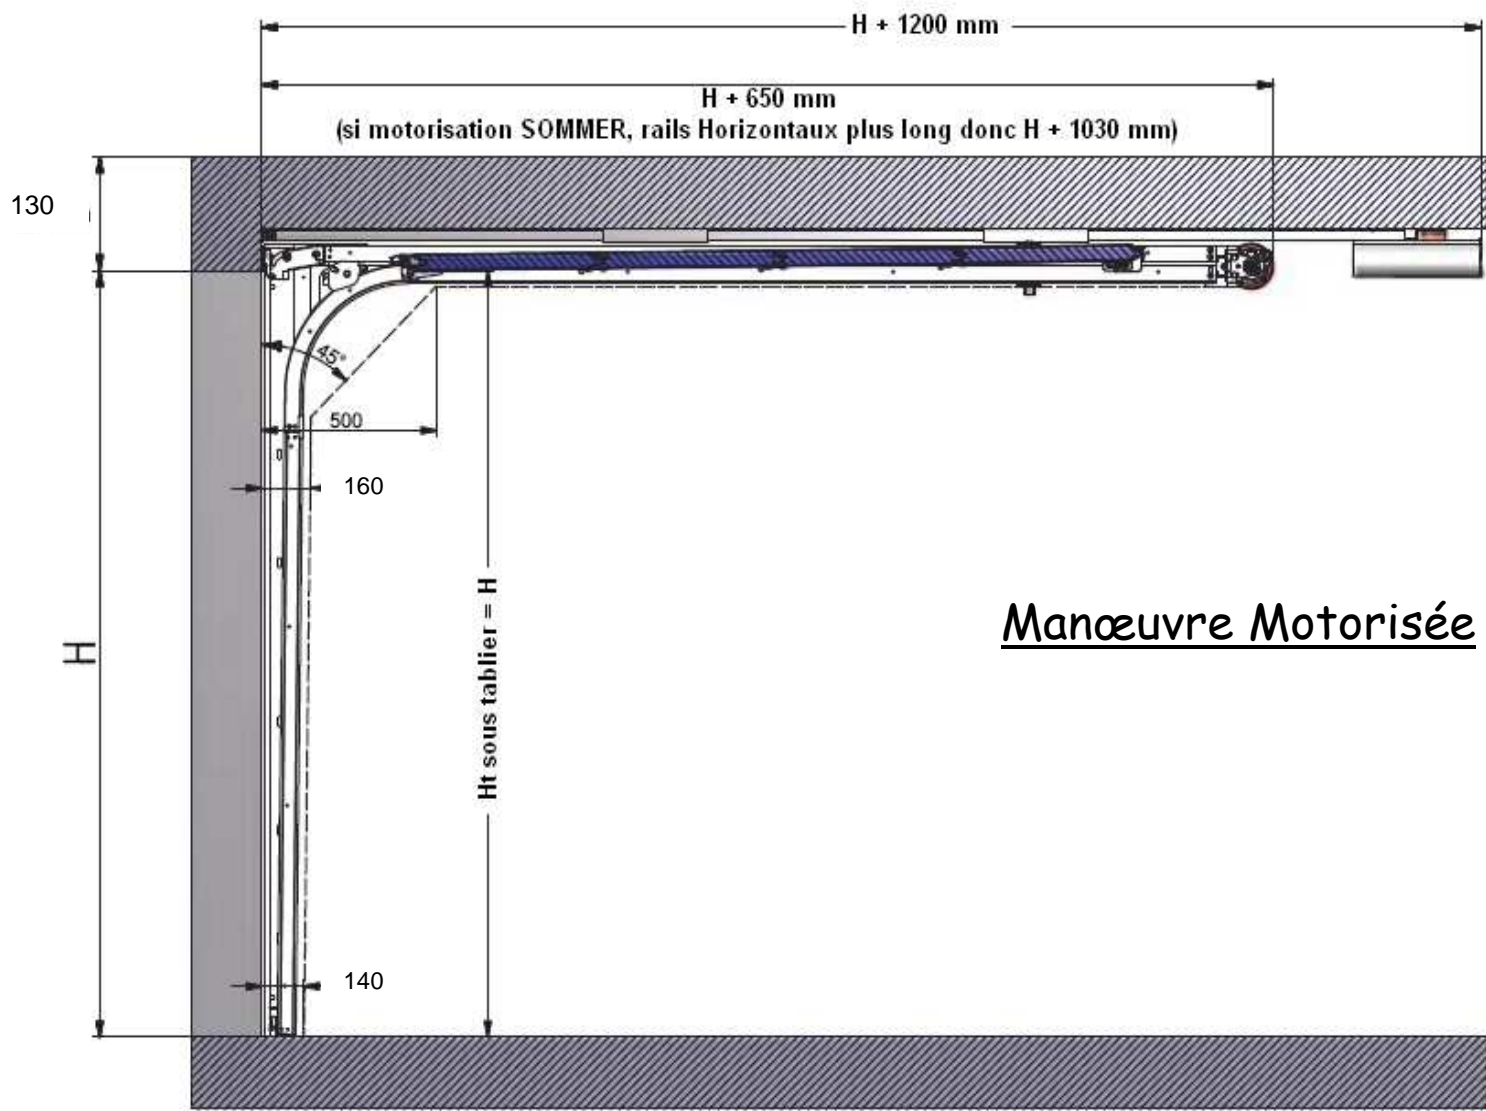 H + 1200 mm
H + 650 mm
(si motorisation SOMMER, rails Horizontaux plus long donc H + 1030 mm)
130
45°
500
160
Ht sous tablier = H
H
Manœuvre Motorisée
140